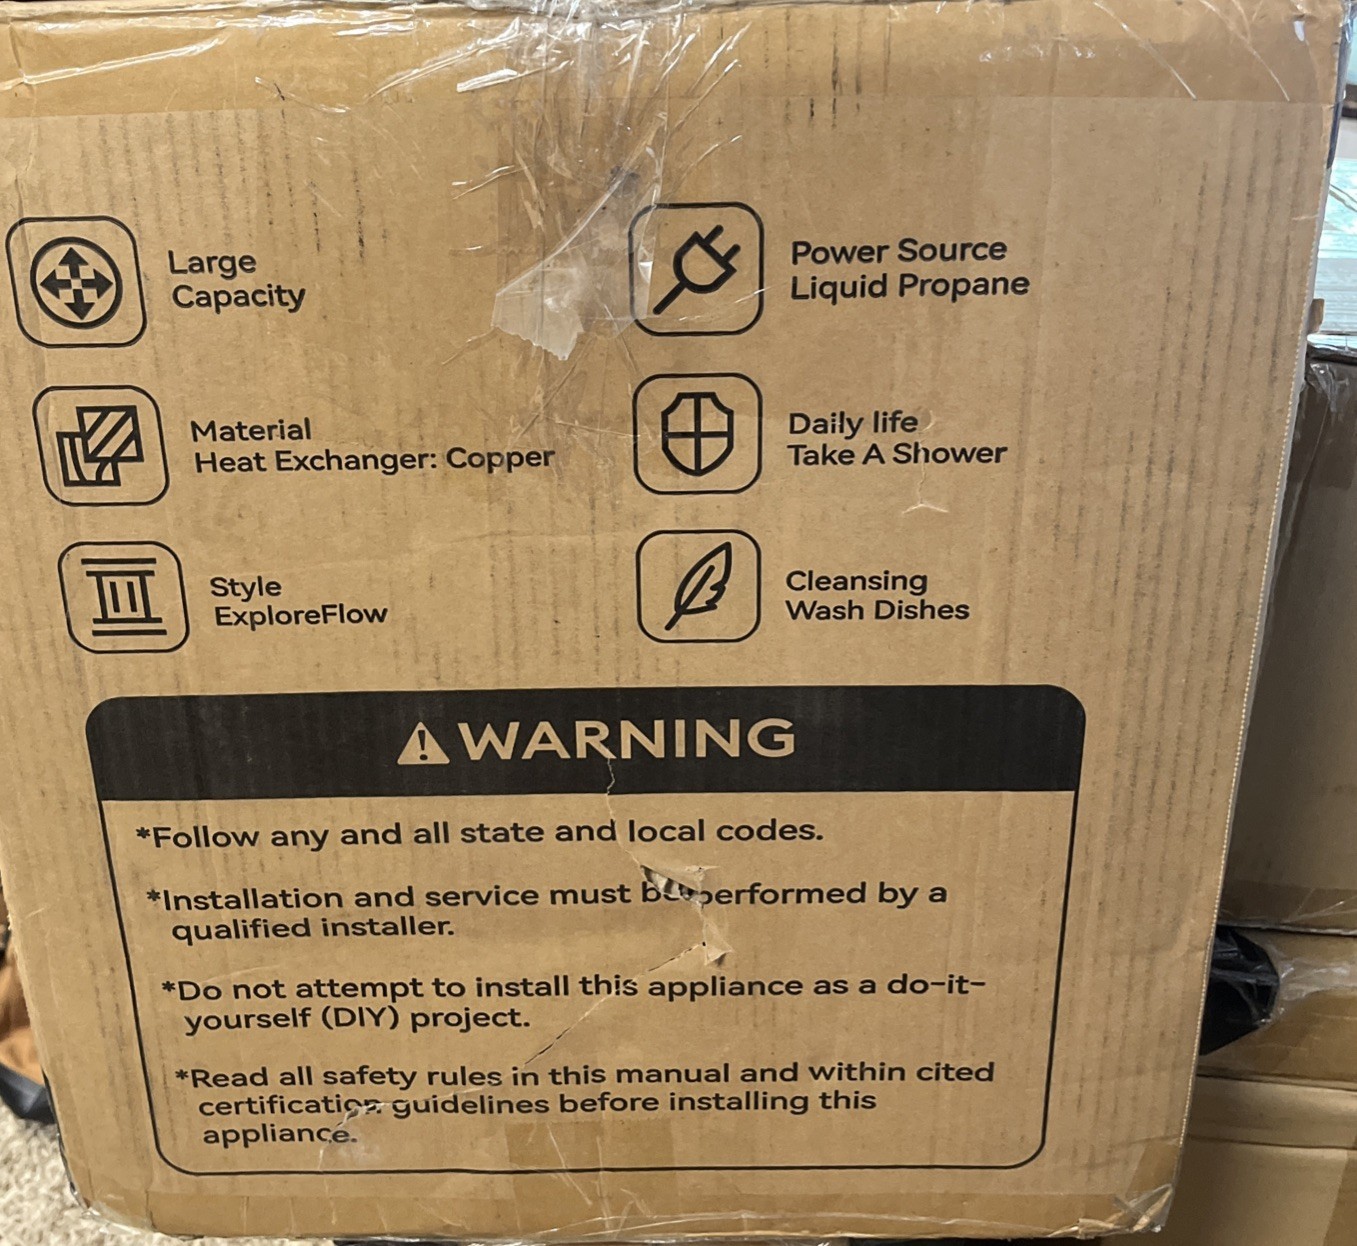 Large
Capacity
Power Source
Liquid Propane
Material
Heat Exchanger: Copper
Daily life
Take A Shower
Style
ExploreFlow
Cleansing
Wash Dishes
WARNING
*Follow any and all state and local codes.
*Installation and service must be performed by a
qualified installer.
*Do not attempt to install this appliance as a do-it-
yourself (DIY) project.
*Read all safety rules in this manual and within cited
certification guidelines before installing this
appliance.